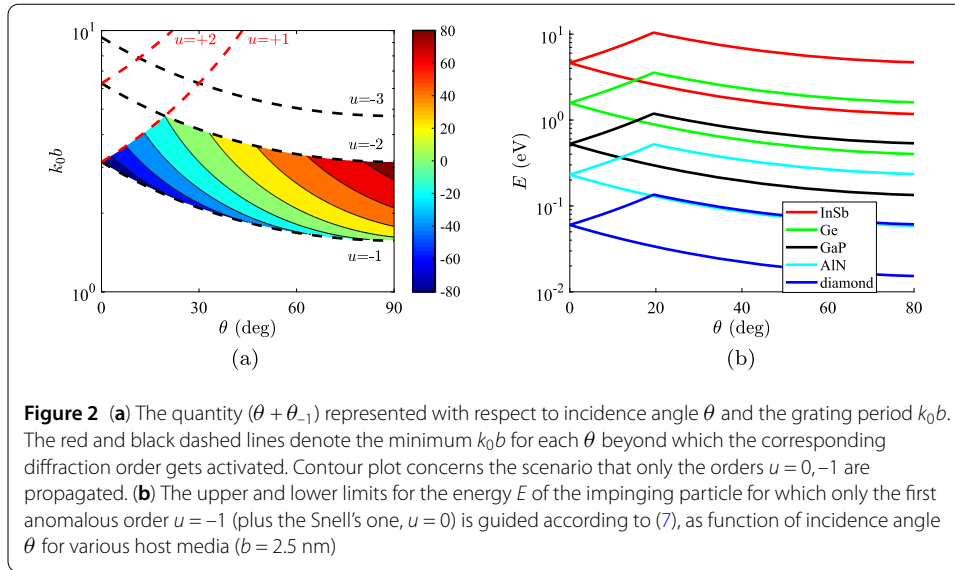 10¹
u=+2
u=+1
u=-3
u=-2
u=-1
k₀b
10⁰
0
30
60
90
θ (deg)
(a)
80
60
40
20
0
-20
-40
-60
-80
10¹
10⁰
10⁻¹
10⁻²
E (eV)
InSb
Ge
GaP
AlN
diamond
0
20
40
60
80
θ (deg)
(b)
Figure 2 (a) The quantity (θ + θ₋₁) represented with respect to incidence angle θ and the grating period k₀b.
The red and black dashed lines denote the minimum k₀b for each θ beyond which the corresponding
diffraction order gets activated. Contour plot concerns the scenario that only the orders u = 0, –1 are
propagated. (b) The upper and lower limits for the energy E of the impinging particle for which only the first
anomalous order u = –1 (plus the Snell's one, u = 0) is guided according to (7), as function of incidence angle
θ for various host media (b = 2.5 nm)